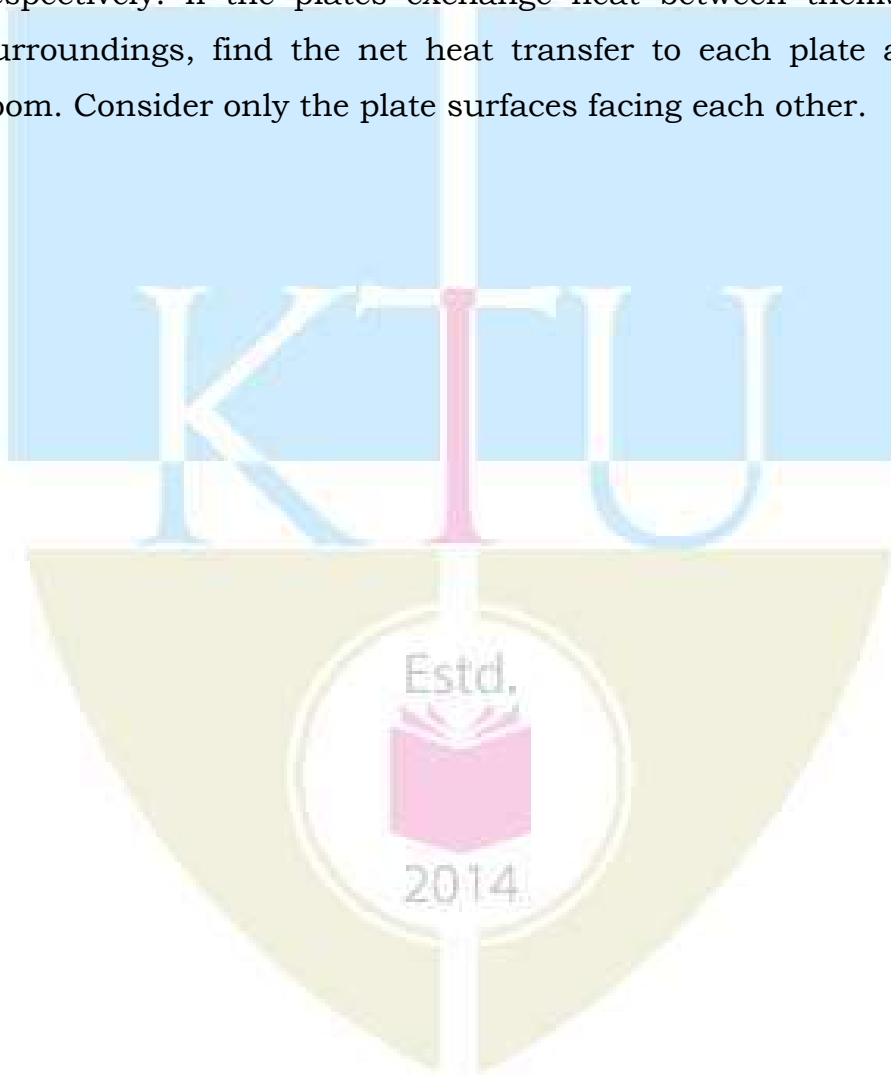 espectively. If the plates exchange heat between them
urroundings, find the net heat transfer to each plate a
oom. Consider only the plate surfaces facing each other.
KTU
Estd.
2014